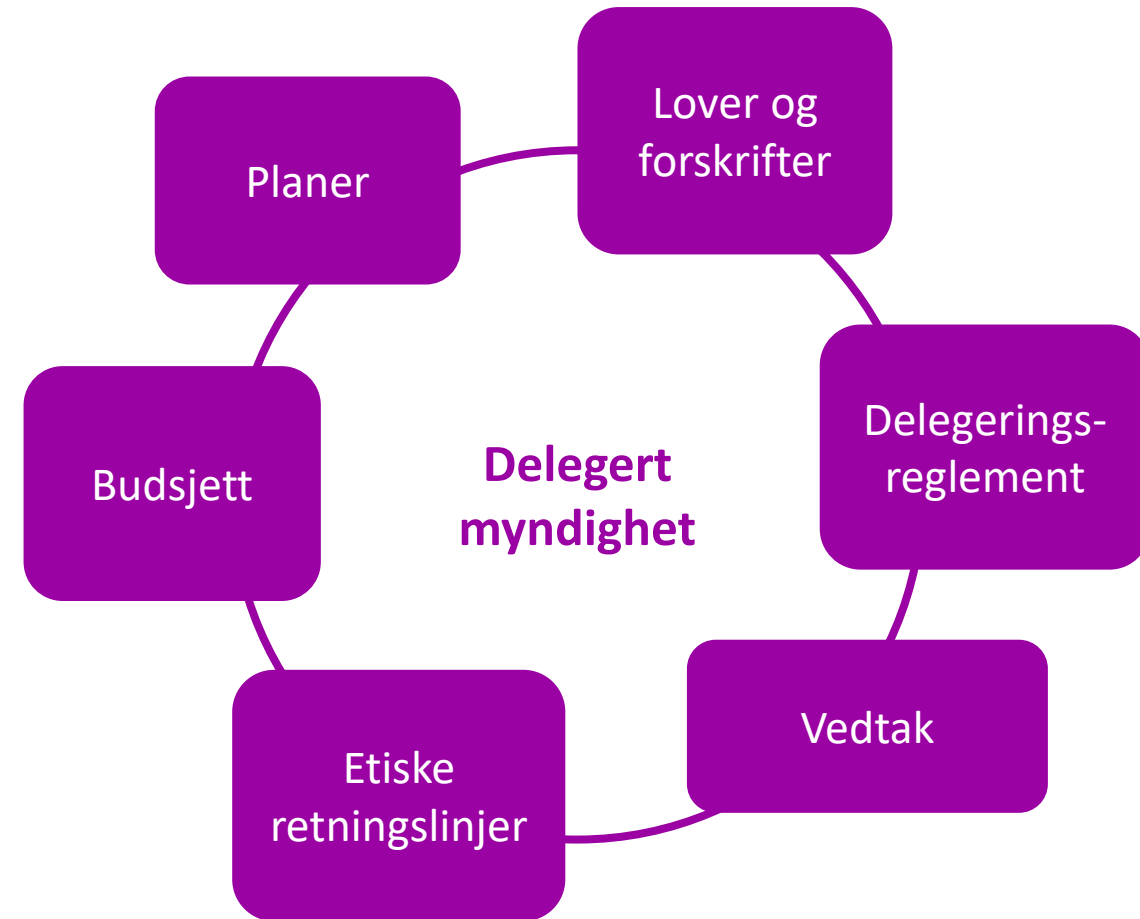 Lover og
forskrifter
Delegerings-
reglement
Vedtak
Etiske
retningslinjer
Budsjett
Planer
Delegert
myndighet